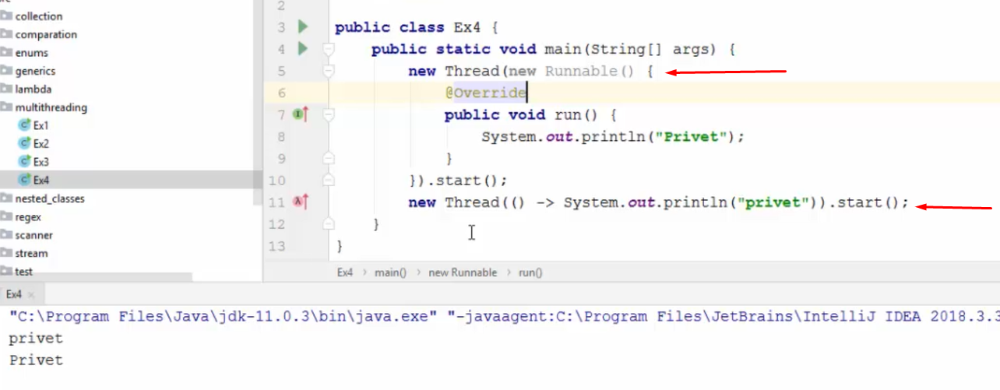 collection
comparation
enums
generics
lambda
multithreading
Ex1
Ex2
Ex3
Ex4
nested_classes
regex
scanner
stream
test
2
3 public class Ex4 {
4 public static void main(String[] args) {
5 new Thread(new Runnable() {
6 @Override
7 public void run() {
8 System.out.println("Privet");
9 }
10 }).start();
11 new Thread(() -> System.out.println("privet")).start();
12 }
13 }
Ex4 > main() > new Runnable > run()
Ex4 ×
"C:\Program Files\Java\jdk-11.0.3\bin\java.exe" "-javaagent:C:\Program Files\JetBrains\IntelliJ IDEA 2018.3.3
privet
Privet